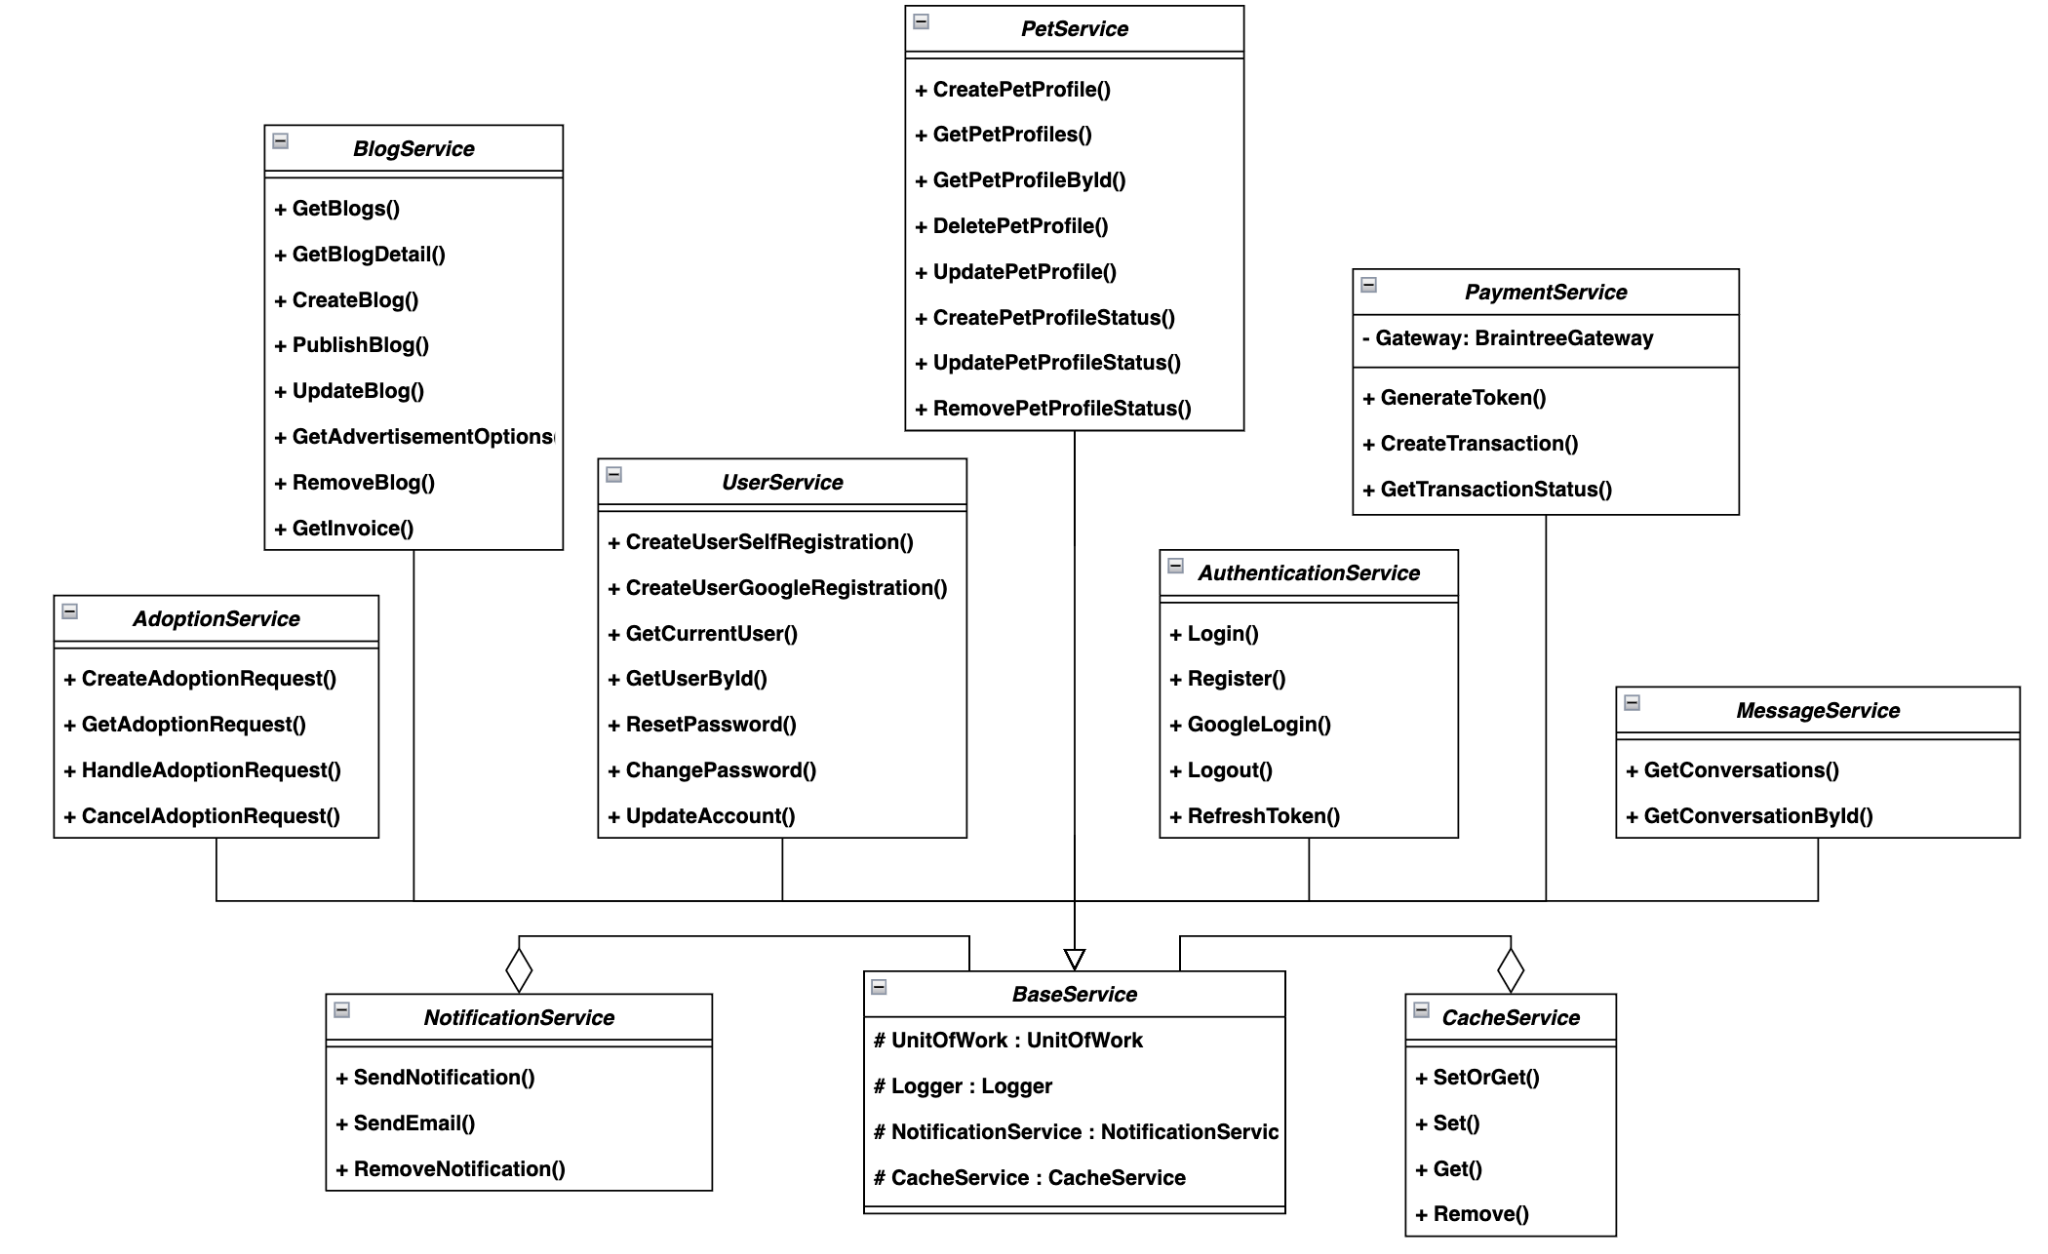 PetService
+ CreatePetProfile()
+ GetPetProfiles()
+ GetPetProfileById()
+ DeletePetProfile()
+ UpdatePetProfile()
+ CreatePetProfileStatus()
+ UpdatePetProfileStatus()
+ RemovePetProfileStatus()
BlogService
+ GetBlogs()
+ GetBlogDetail()
+ CreateBlog()
+ PublishBlog()
+ UpdateBlog()
+ GetAdvertisementOptions(
+ RemoveBlog()
+ GetInvoice()
PaymentService
- Gateway: BraintreeGateway
+ GenerateToken()
+ CreateTransaction()
+ GetTransactionStatus()
UserService
+ CreateUserSelfRegistration()
+ CreateUserGoogleRegistration()
+ GetCurrentUser()
+ GetUserById()
+ ResetPassword()
+ ChangePassword()
+ UpdateAccount()
AuthenticationService
+ Login()
+ Register()
+ GoogleLogin()
+ Logout()
+ RefreshToken()
AdoptionService
+ CreateAdoptionRequest()
+ GetAdoptionRequest()
+ HandleAdoptionRequest()
+ CancelAdoptionRequest()
MessageService
+ GetConversations()
+ GetConversationById()
NotificationService
+ SendNotification()
+ SendEmail()
+ RemoveNotification()
BaseService
# UnitOfWork : UnitOfWork
# Logger : Logger
# NotificationService : NotificationServic
# CacheService : CacheService
CacheService
+ SetOrGet()
+ Set()
+ Get()
+ Remove()